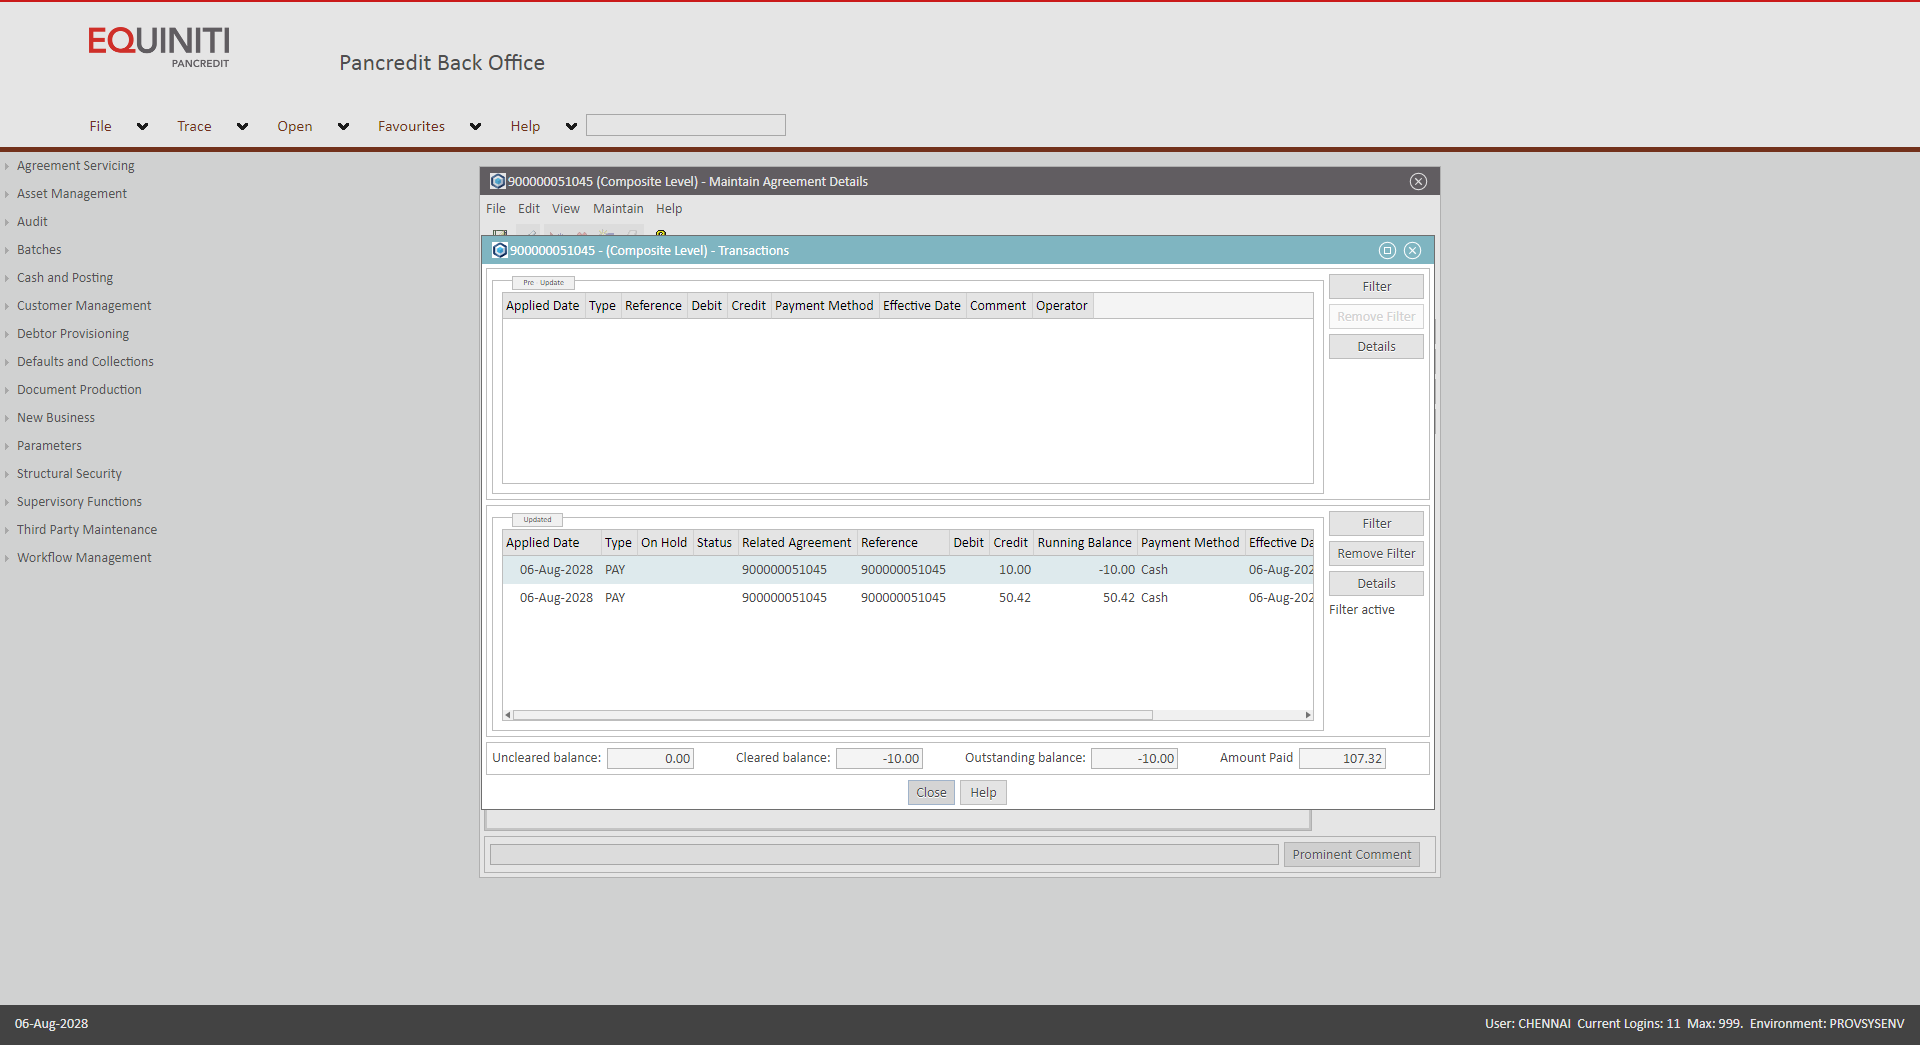 EQUINITI
PANCREDIT
Pancredit Back Office
File Trace Open Favourites Help
Agreement Servicing
Asset Management
Audit
Batches
Cash and Posting
Customer Management
Debtor Provisioning
Defaults and Collections
Document Production
New Business
Parameters
Structural Security
Supervisory Functions
Third Party Maintenance
Workflow Management
900000051045 (Composite Level) - Maintain Agreement Details
File Edit View Maintain Help
900000051045 - (Composite Level) - Transactions
Pre - Update
Applied Date Type Reference Debit Credit Payment Method Effective Date Comment Operator
Filter
Remove Filter
Details
Updated
Applied Date Type On Hold Status Related Agreement Reference Debit Credit Running Balance Payment Method Effective Da
06-Aug-2028 PAY 900000051045 900000051045 10.00 -10.00 Cash 06-Aug-202
06-Aug-2028 PAY 900000051045 900000051045 50.42 50.42 Cash 06-Aug-202
Filter
Remove Filter
Details
Filter active
Uncleared balance: 0.00 Cleared balance: -10.00 Outstanding balance: -10.00 Amount Paid 107.32
Close Help
Prominent Comment
06-Aug-2028
User: CHENNAI Current Logins: 11 Max: 999. Environment: PROVSYSENV